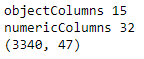 objectColumns 15
numericColumns 32
(3340, 47)